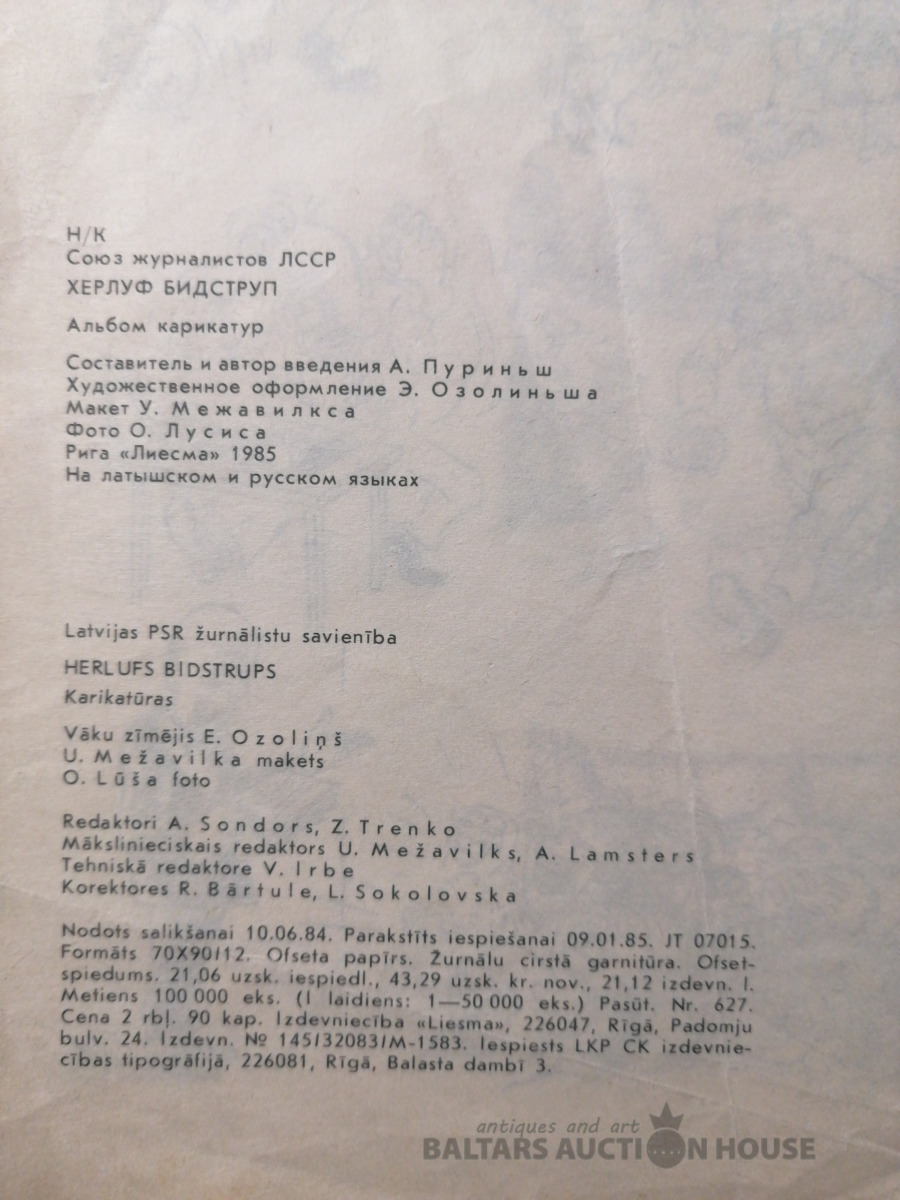 Н/К
Союз журналистов ЛССР
ХЕРЛУФ БИДСТРУП
Альбом карикатур
Составитель и автор введения А. Пуриньш
Художественное оформление Э. Озолиньша
Макет У. Межавилкса
Фото О. Лусиса
Рига «Лиесма» 1985
На латышском и русском языках
Latvijas PSR žurnālistu savienība
HERLUFS BIDSTRUPS
Karikatūras
Vāku zīmējis E. Ozoliņš
U. Mežavilka makets
O. Lūša foto
Redaktori A. Sondors, Z. Trenko
Mākslinieciskais redaktors U. Mežavilks, A. Lamsters
Tehniskā redaktore V. Irbe
Korektores R. Bārtule, L. Sokolovska
Nodots salikšanai 10.06.84. Parakstīts iespiešanai 09.01.85. JT 07015.
Formāts 70X90/12. Ofseta papīrs. Žurnālu cirstā garnitūra. Ofset-
spiedums. 21,06 uzsk. iespiedl., 43,29 uzsk. kr. nov., 21,12 izdevn. l.
Metiens 100 000 eks. (I laidiens: 1—50 000 eks.) Pasūt. Nr. 627.
Cena 2 rbļ. 90 kap. Izdevniecība «Liesma», 226047, Rīgā, Padomju
bulv. 24. Izdevn. № 145/32083/M-1583. Iespiests LKP CK izdevnie-
cības tipogrāfijā, 226081, Rīgā, Balasta dambī 3.
antiques and art
BALTARS AUCTION HOUSE